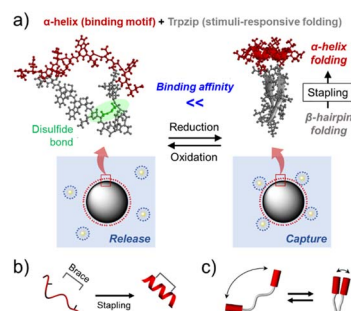 a) α-helix (binding motif) + Trpzip (stimuli-responsive folding)
α-helix
folding
Binding affinity
<<
Stapling
Disulfide
bond
Reduction
Oxidation
β-hairpin
folding
Release
Capture
b)
Brace
Stapling
c)